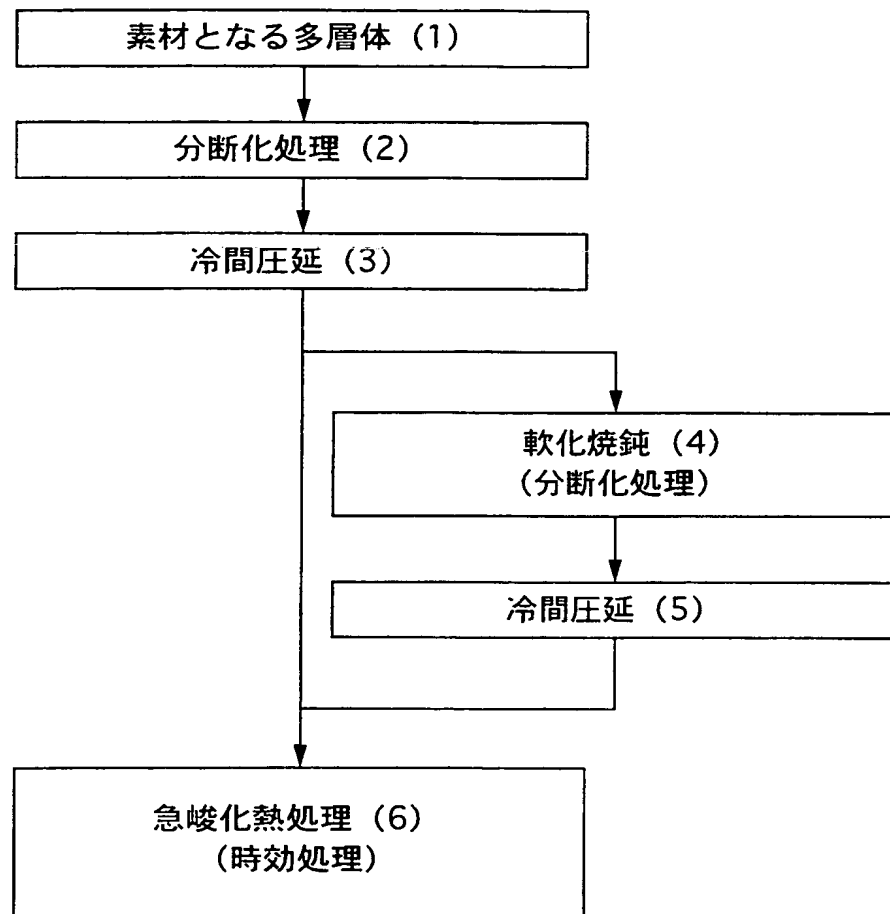 素材となる多層体 (1)
分断化処理 (2)
冷間圧延 (3)
軟化焼鈍 (4)
(分断化処理)
冷間圧延 (5)
急峻化熱処理 (6)
(時効処理)